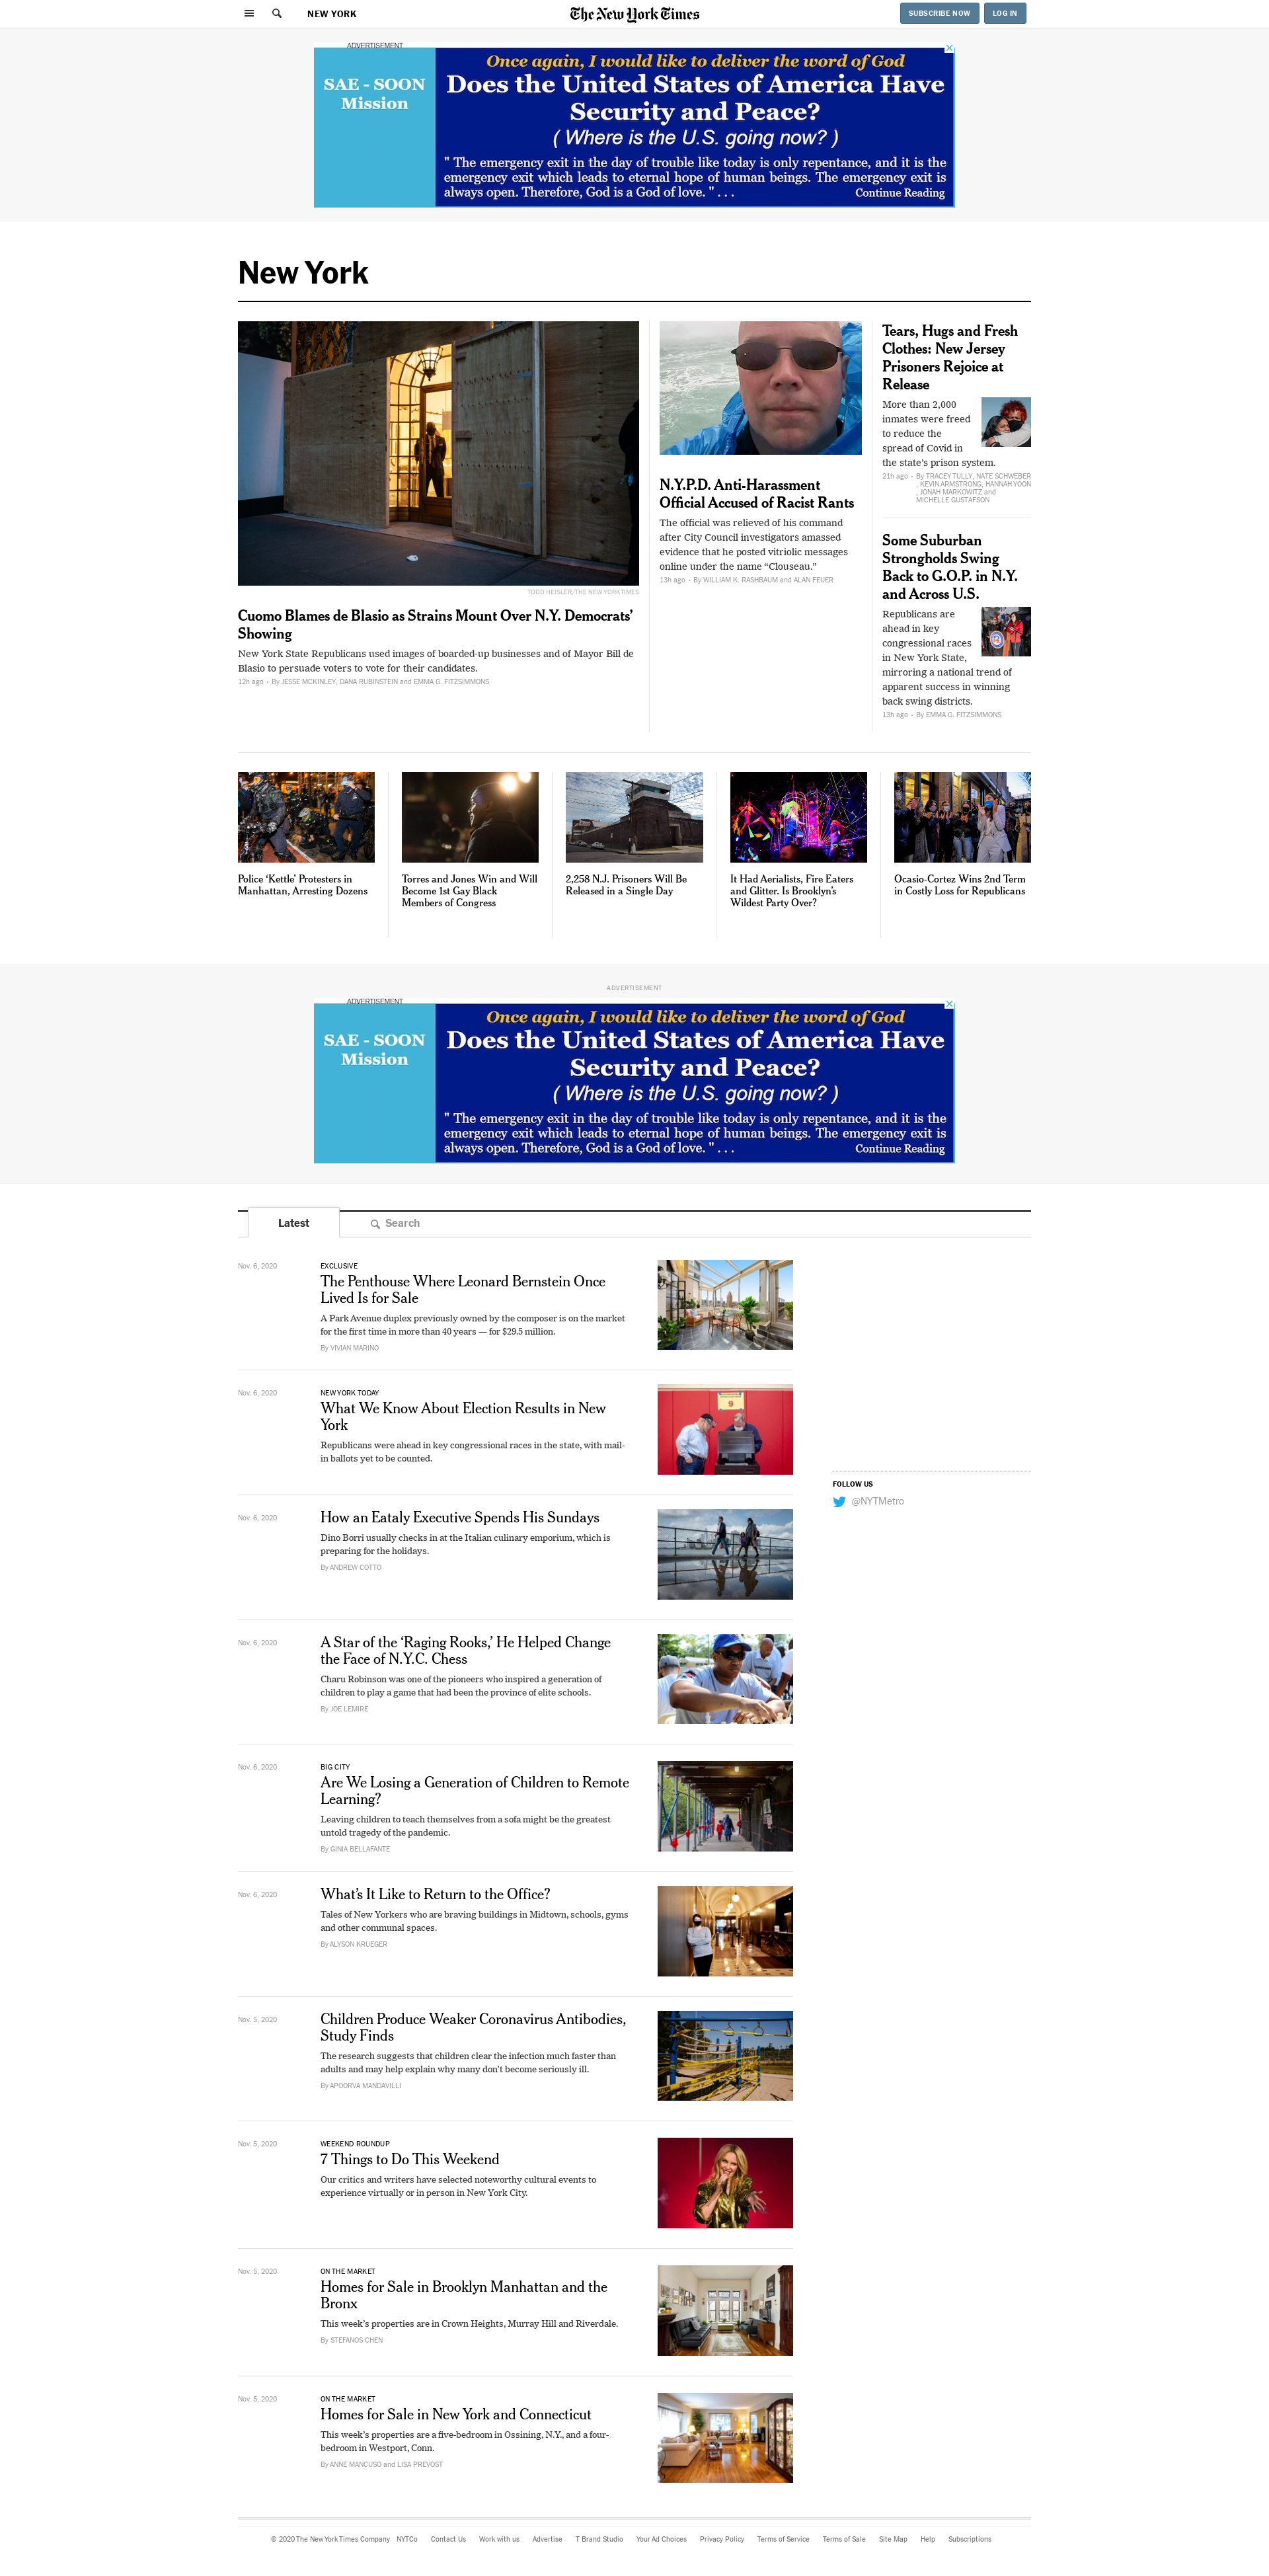 NEW YORK
The New York Times
SUBSCRIBE NOW
LOG IN
ADVERTISEMENT
SAE - SOON
Mission
Once again, I would like to deliver the word of God
Does the United States of America Have
Security and Peace?
( Where is the U.S. going now? )
" The emergency exit in the day of trouble like today is only repentance, and it is the
emergency exit which leads to eternal hope of human beings. The emergency exit is
always open. Therefore, God is a God of love. " . . .
Continue Reading
New York
TODD HEISLER/THE NEW YORK TIMES
Cuomo Blames de Blasio as Strains Mount Over N.Y. Democrats’
Showing
New York State Republicans used images of boarded-up businesses and of Mayor Bill de
Blasio to persuade voters to vote for their candidates.
12h ago - By JESSE MCKINLEY, DANA RUBINSTEIN and EMMA G. FITZSIMMONS
N.Y.P.D. Anti-Harassment
Official Accused of Racist Rants
The official was relieved of his command
after City Council investigators amassed
evidence that he posted vitriolic messages
online under the name “Clouseau.”
13h ago - By WILLIAM K. RASHBAUM and ALAN FEUER
Tears, Hugs and Fresh
Clothes: New Jersey
Prisoners Rejoice at
Release
More than 2,000
inmates were freed
to reduce the
spread of Covid in
the state’s prison system.
21h ago - By TRACEY TULLY, NATE SCHWEBER
, KEVIN ARMSTRONG, HANNAH YOON
, JONAH MARKOWITZ and
MICHELLE GUSTAFSON
Some Suburban
Strongholds Swing
Back to G.O.P. in N.Y.
and Across U.S.
Republicans are
ahead in key
congressional races
in New York State,
mirroring a national trend of
apparent success in winning
back swing districts.
13h ago - By EMMA G. FITZSIMMONS
Police ‘Kettle’ Protesters in
Manhattan, Arresting Dozens
Torres and Jones Win and Will
Become 1st Gay Black
Members of Congress
2,258 N.J. Prisoners Will Be
Released in a Single Day
It Had Aerialists, Fire Eaters
and Glitter. Is Brooklyn’s
Wildest Party Over?
Ocasio-Cortez Wins 2nd Term
in Costly Loss for Republicans
ADVERTISEMENT
ADVERTISEMENT
SAE - SOON
Mission
Once again, I would like to deliver the word of God
Does the United States of America Have
Security and Peace?
( Where is the U.S. going now? )
" The emergency exit in the day of trouble like today is only repentance, and it is the
emergency exit which leads to eternal hope of human beings. The emergency exit is
always open. Therefore, God is a God of love. " . . .
Continue Reading
Latest
Search
Nov. 6, 2020
EXCLUSIVE
The Penthouse Where Leonard Bernstein Once
Lived Is for Sale
A Park Avenue duplex previously owned by the composer is on the market
for the first time in more than 40 years — for $29.5 million.
By VIVIAN MARINO
Nov. 6, 2020
NEW YORK TODAY
What We Know About Election Results in New
York
Republicans were ahead in key congressional races in the state, with mail-
in ballots yet to be counted.
9
FOLLOW US
@NYTMetro
Nov. 6, 2020
How an Eataly Executive Spends His Sundays
Dino Borri usually checks in at the Italian culinary emporium, which is
preparing for the holidays.
By ANDREW COTTO
Nov. 6, 2020
A Star of the ‘Raging Rooks,’ He Helped Change
the Face of N.Y.C. Chess
Charu Robinson was one of the pioneers who inspired a generation of
children to play a game that had been the province of elite schools.
By JOE LEMIRE
Nov. 6, 2020
BIG CITY
Are We Losing a Generation of Children to Remote
Learning?
Leaving children to teach themselves from a sofa might be the greatest
untold tragedy of the pandemic.
By GINIA BELLAFANTE
Nov. 6, 2020
What’s It Like to Return to the Office?
Tales of New Yorkers who are braving buildings in Midtown, schools, gyms
and other communal spaces.
By ALYSON KRUEGER
Nov. 5, 2020
Children Produce Weaker Coronavirus Antibodies,
Study Finds
The research suggests that children clear the infection much faster than
adults and may help explain why many don’t become seriously ill.
By APOORVA MANDAVILLI
Nov. 5, 2020
WEEKEND ROUNDUP
7 Things to Do This Weekend
Our critics and writers have selected noteworthy cultural events to
experience virtually or in person in New York City.
Nov. 5, 2020
ON THE MARKET
Homes for Sale in Brooklyn Manhattan and the
Bronx
This week’s properties are in Crown Heights, Murray Hill and Riverdale.
By STEFANOS CHEN
Nov. 5, 2020
ON THE MARKET
Homes for Sale in New York and Connecticut
This week’s properties are a five-bedroom in Ossining, N.Y., and a four-
bedroom in Westport, Conn.
By ANNE MANCUSO and LISA PREVOST
© 2020 The New York Times Company NYTCo Contact Us Work with us Advertise T Brand Studio Your Ad Choices Privacy Policy Terms of Service Terms of Sale Site Map Help Subscriptions